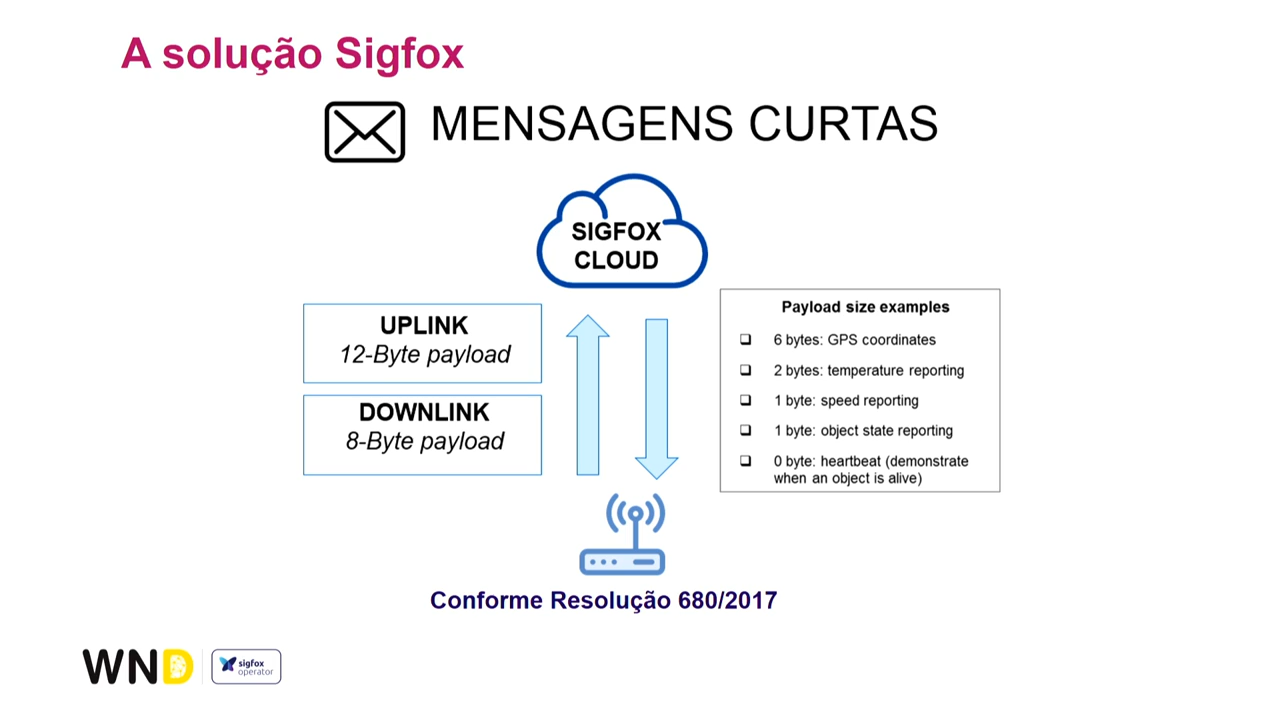 A solução Sigfox
MENSAGENS CURTAS
SIGFOX
CLOUD
UPLINK
12-Byte payload
DOWNLINK
8-Byte payload
Payload size examples
6 bytes: GPS coordinates
2 bytes: temperature reporting
1 byte: speed reporting
1 byte: object state reporting
0 byte: heartbeat (demonstrate
when an object is alive)
Conforme Resolução 680/2017
WND
sigfox
operator